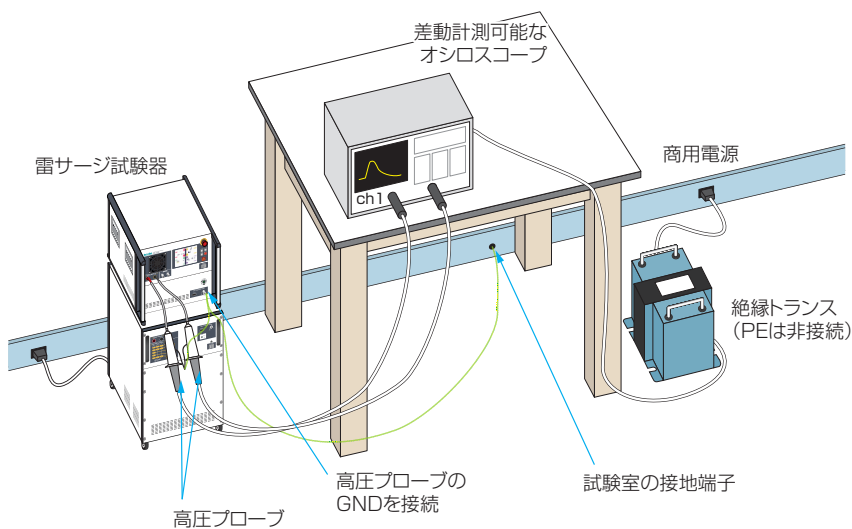 差動計測可能な
オシロスコープ
雷サージ試験器
商用電源
ch1
絶縁トランス
（PEは非接続）
高圧プローブの
GNDを接続
試験室の接地端子
高圧プローブ